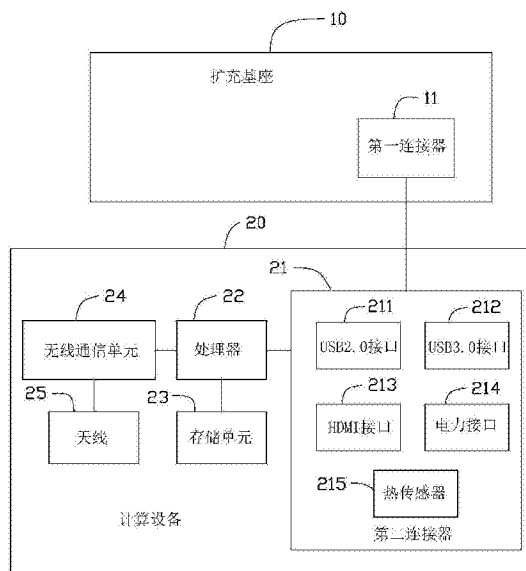 10
扩充基座
11
第一连接器
20
21
24
22
211
212
无线通信单元
处理器
USB2.0接口
USB3.0接口
25
23
213
214
天线
存储单元
HDMI接口
电力接口
215
热传感器
计算设备
第二连接器